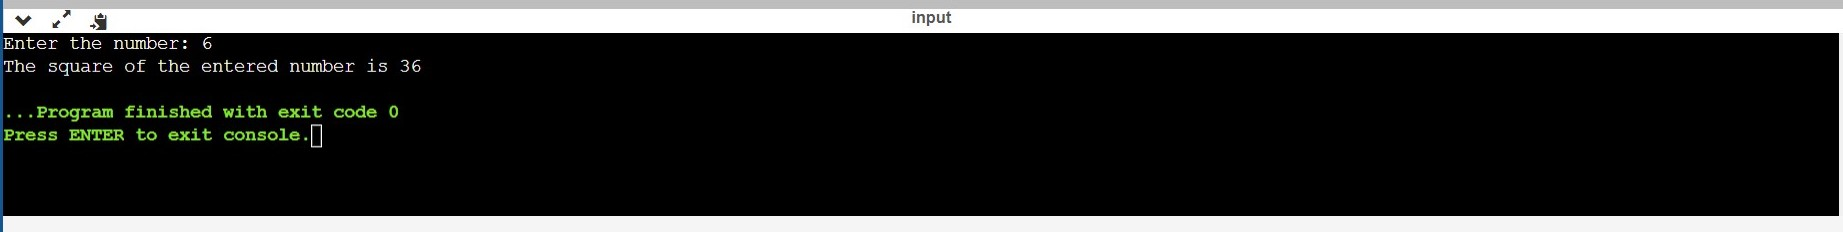 input
Enter the number: 6
The square of the entered number is 36
...Program finished with exit code 0
Press ENTER to exit console.